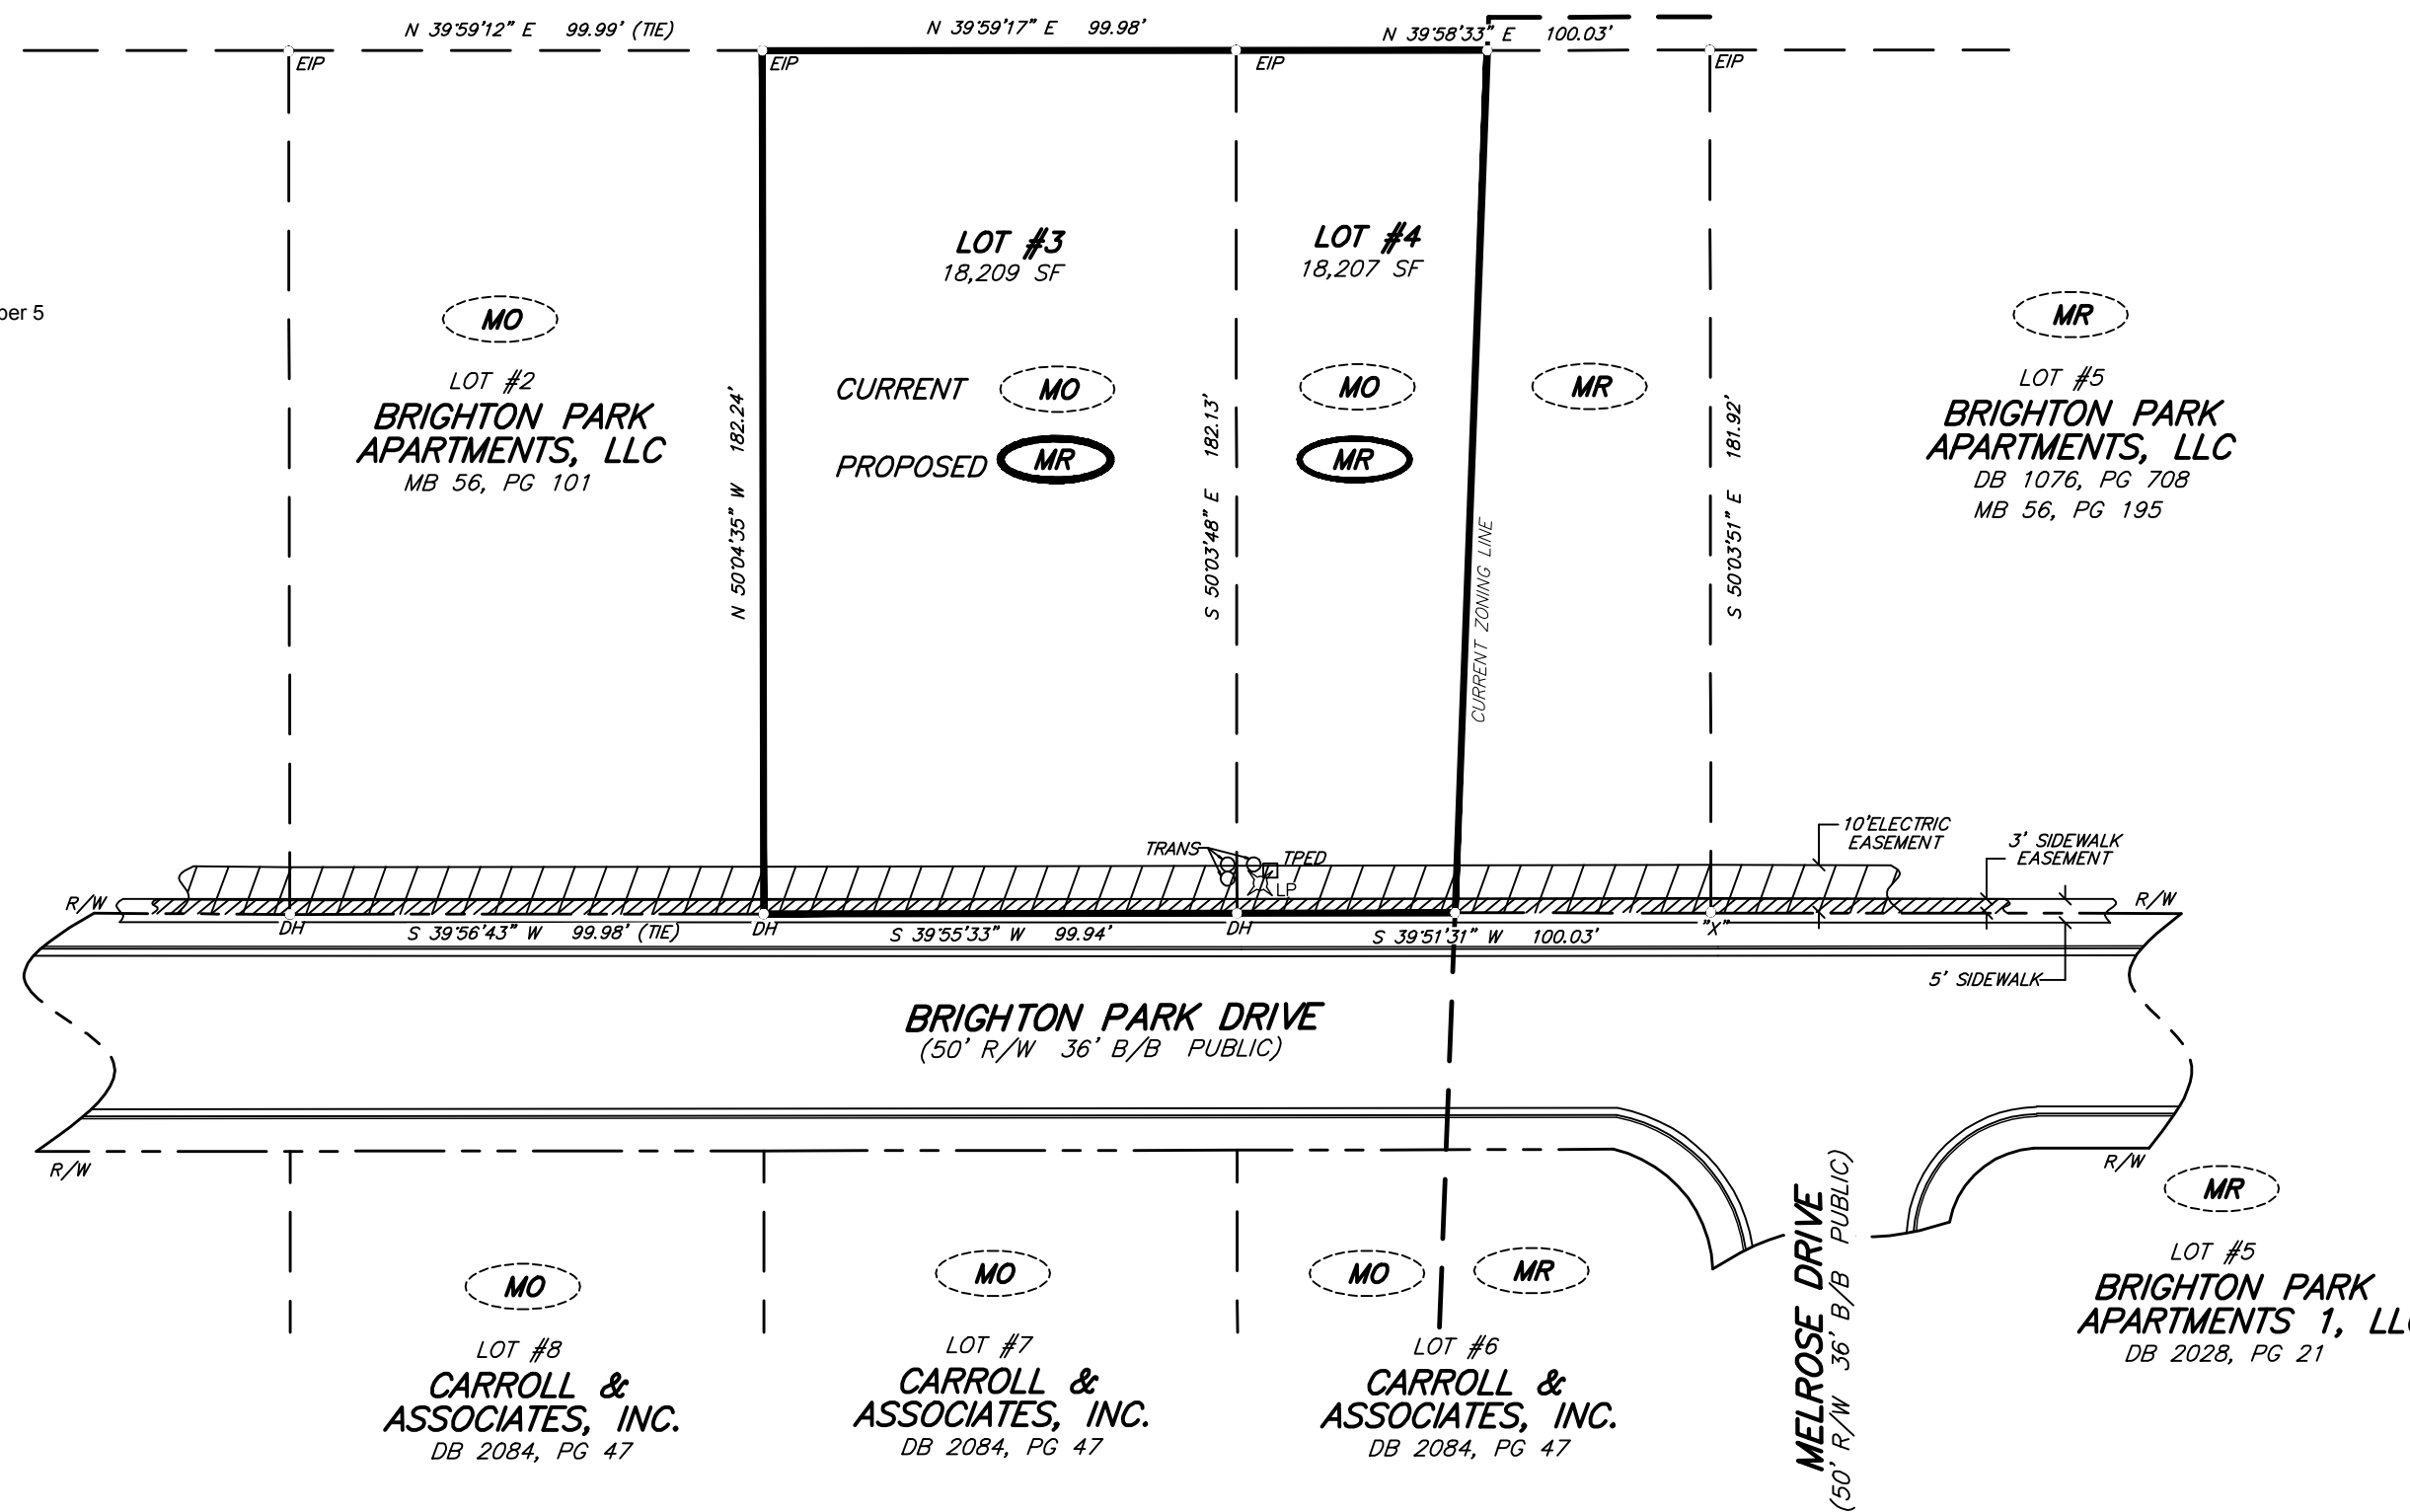 N 39°59'12" E 99.99' (TIE)
N 39°59'17" E 99.98'
N 39°58'33" E 100.03'
EIP
EIP
EIP
EIP
LOT #3
18,209 SF
LOT #4
18,207 SF
per 5
MO
LOT #2
BRIGHTON PARK
APARTMENTS, LLC
MB 56, PG 101
N 50°04'35" W 182.24'
CURRENT MO
PROPOSED MR
S 50°03'48" E 182.13'
MO
MR
CURRENT ZONING LINE
MR
S 50°03'51" E 181.92'
MR
LOT #5
BRIGHTON PARK
APARTMENTS, LLC
DB 1076, PG 708
MB 56, PG 195
TRANS
TPED
LP
10'ELECTRIC
EASEMENT
3' SIDEWALK
EASEMENT
R/W
R/W
DH
S 39°56'43" W 99.98' (TIE)
DH
S 39°55'33" W 99.94'
DH
S 39°51'31" W 100.03'
"X"
5' SIDEWALK
BRIGHTON PARK DRIVE
(50' R/W 36' B/B PUBLIC)
R/W
R/W
MELROSE DRIVE
(50' R/W 36' B/B PUBLIC)
MO
LOT #8
CARROLL &
ASSOCIATES, INC.
DB 2084, PG 47
MO
LOT #7
CARROLL &
ASSOCIATES, INC.
DB 2084, PG 47
MO
MR
LOT #6
CARROLL &
ASSOCIATES, INC.
DB 2084, PG 47
MR
LOT #5
BRIGHTON PARK
APARTMENTS 1, LLC
DB 2028, PG 21